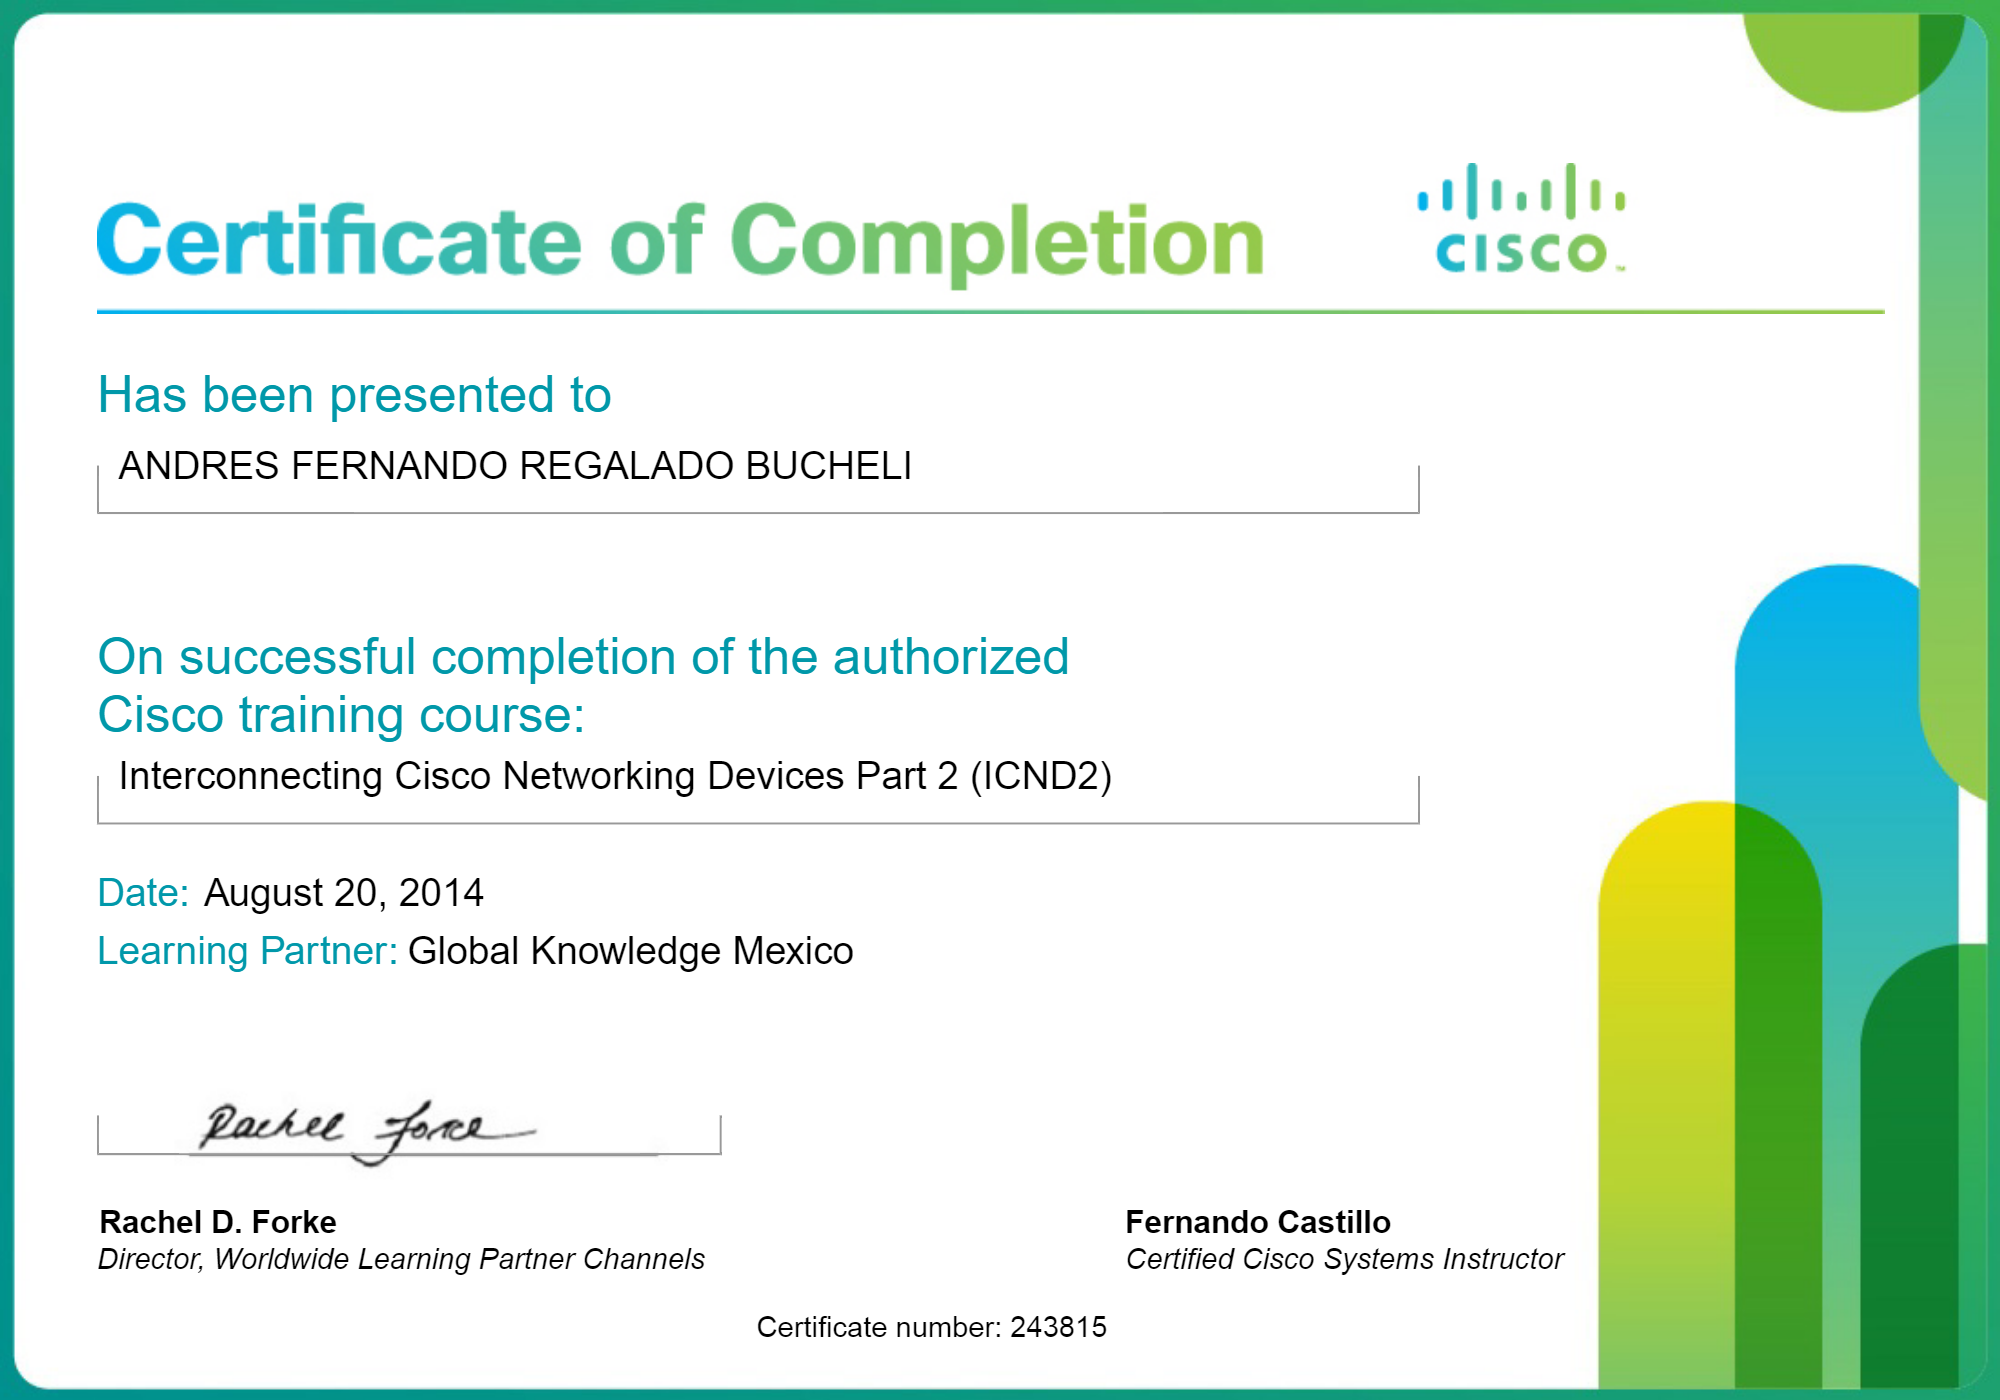 Certificate of Completion
CISCO™
Has been presented to
ANDRES FERNANDO REGALADO BUCHELI
On successful completion of the authorized
Cisco training course:
Interconnecting Cisco Networking Devices Part 2 (ICND2)
Date: August 20, 2014
Learning Partner: Global Knowledge Mexico
Rachel Forke
Rachel D. Forke
Fernando Castillo
Director, Worldwide Learning Partner Channels
Certified Cisco Systems Instructor
Certificate number: 243815